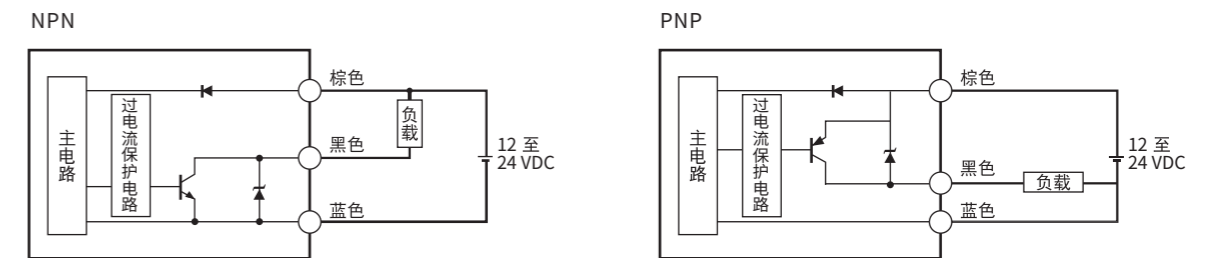 NPN
棕色
过电流保护电路
主电路
负载
黑色
12 至
24 VDC
蓝色
PNP
棕色
过电流保护电路
主电路
12 至
24 VDC
黑色
负载
蓝色